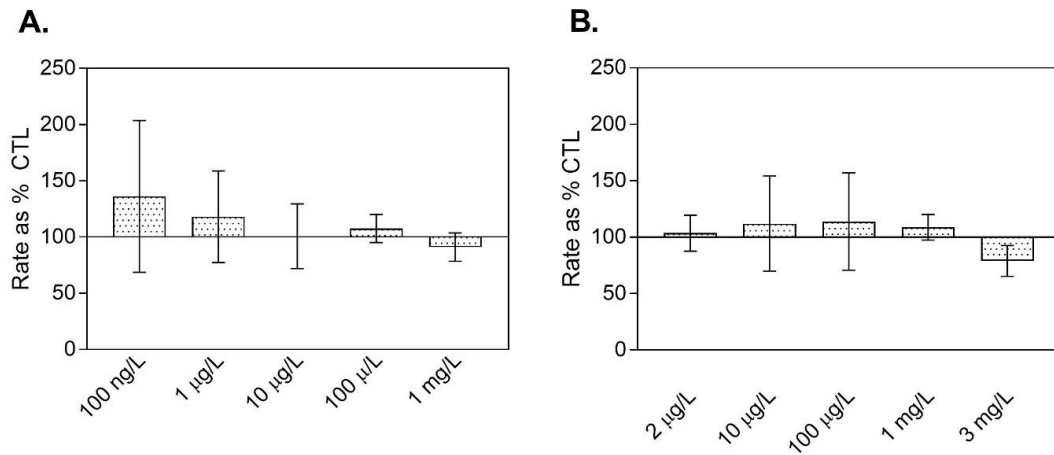 A.
Rate as % CTL
250
200
150
100
50
0
100 ng/L
1 μg/L
10 μg/L
100 μ/L
1 mg/L
B.
Rate as % CTL
250
200
150
100
50
0
2 μg/L
10 μg/L
100 μg/L
1 mg/L
3 mg/L